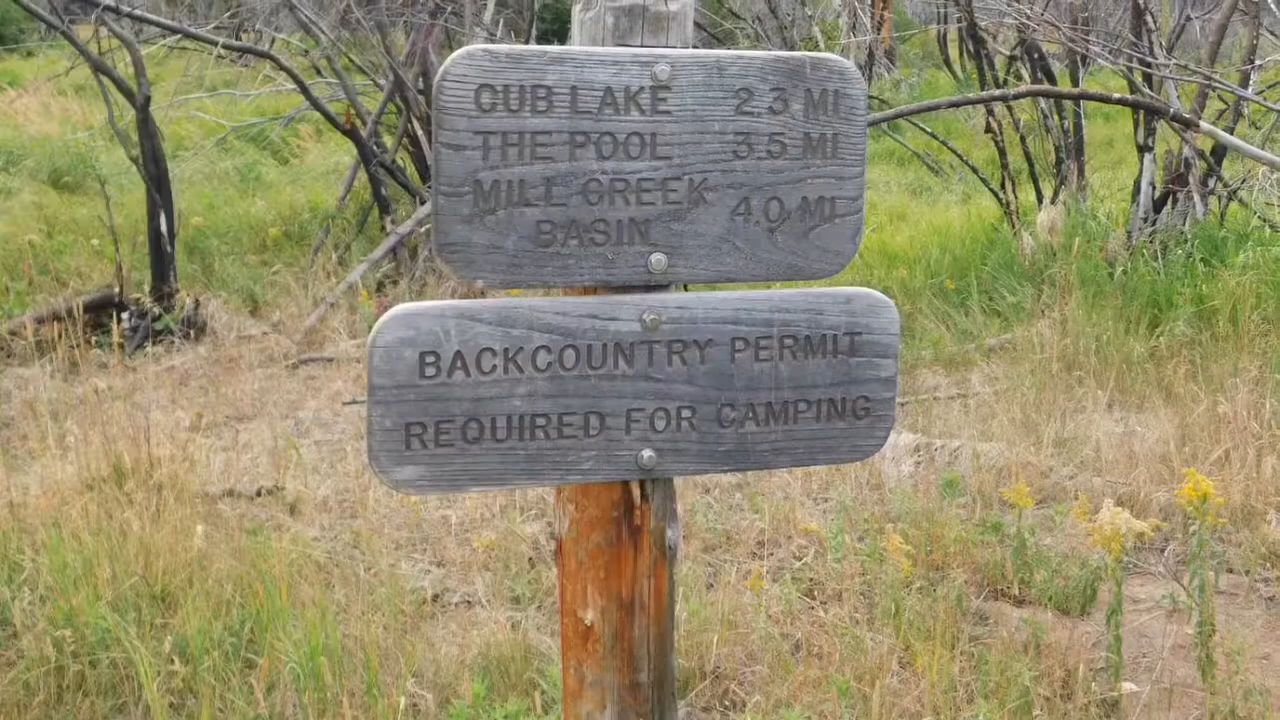 CUB LAKE 2.3 MI
THE POOL 3.5 MI
MILL CREEK
BASIN 4.0 MI
BACKCOUNTRY PERMIT
REQUIRED FOR CAMPING